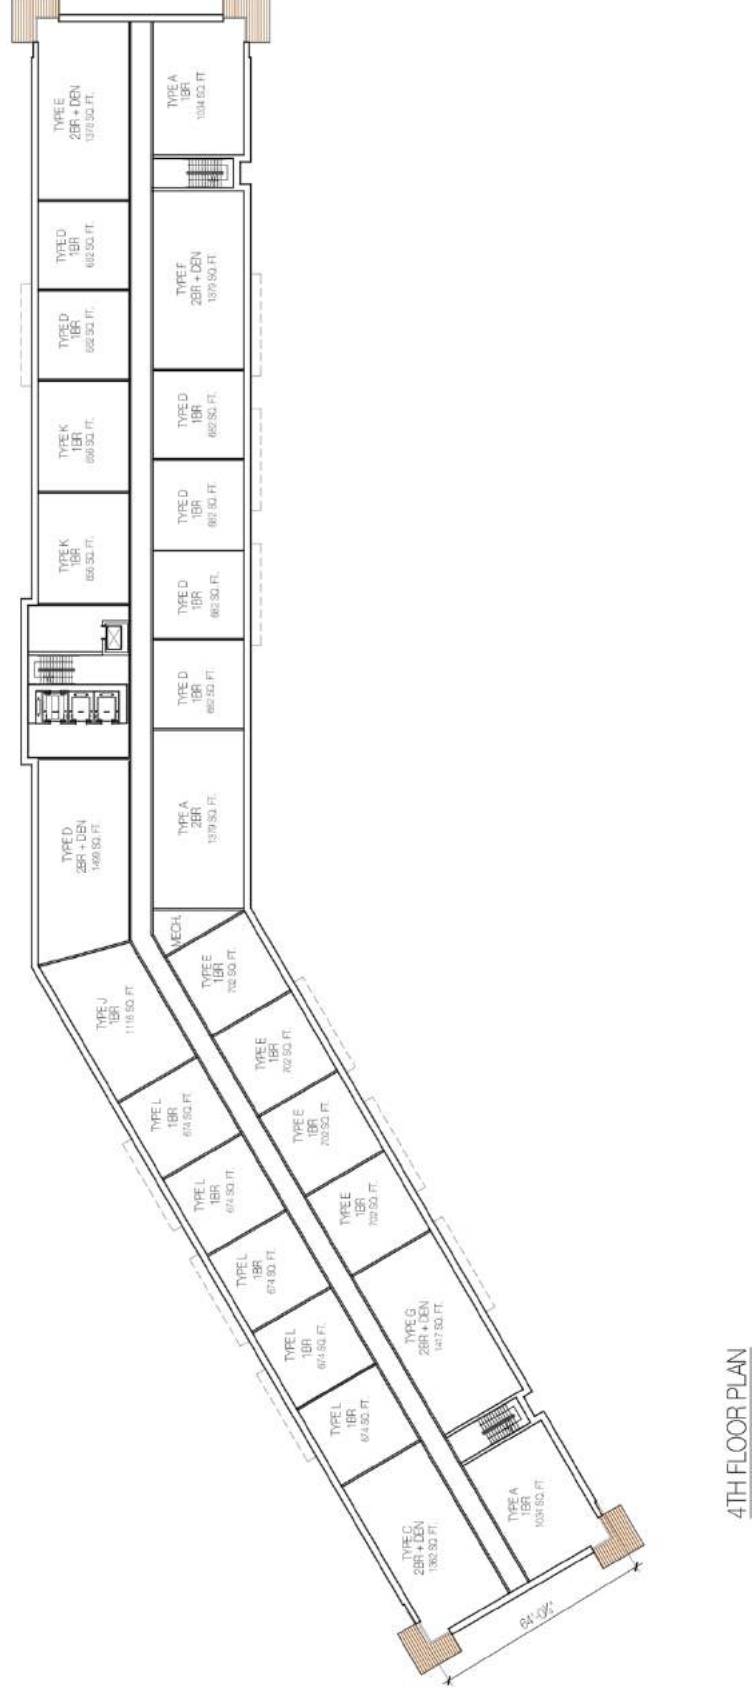 TYPE E
2BR + DEN
1378 SQ. FT.
TYPE A
1BR
1034 SQ. FT.
TYPE D
1BR
682 SQ. FT.
TYPE F
2BR + DEN
1379 SQ. FT.
TYPE D
1BR
682 SQ. FT.
TYPE D
1BR
682 SQ. FT.
TYPE K
1BR
856 SQ. FT.
TYPE D
1BR
682 SQ. FT.
TYPE K
1BR
856 SQ. FT.
TYPE D
1BR
682 SQ. FT.
TYPE D
1BR
682 SQ. FT.
TYPE D
2BR + DEN
1499 SQ. FT.
TYPE A
2BR
1379 SQ. FT.
MECH.
TYPE J
1BR
1116 SQ. FT.
TYPE E
1BR
702 SQ. FT.
TYPE E
1BR
702 SQ. FT.
TYPE L
1BR
674 SQ. FT.
TYPE E
1BR
702 SQ. FT.
TYPE L
1BR
674 SQ. FT.
TYPE E
1BR
702 SQ. FT.
TYPE L
1BR
674 SQ. FT.
TYPE G
2BR + DEN
1417 SQ. FT.
TYPE L
1BR
674 SQ. FT.
TYPE L
1BR
674 SQ. FT.
TYPE A
1BR
1034 SQ. FT.
TYPE C
2BR + DEN
1362 SQ. FT.
4TH FLOOR PLAN